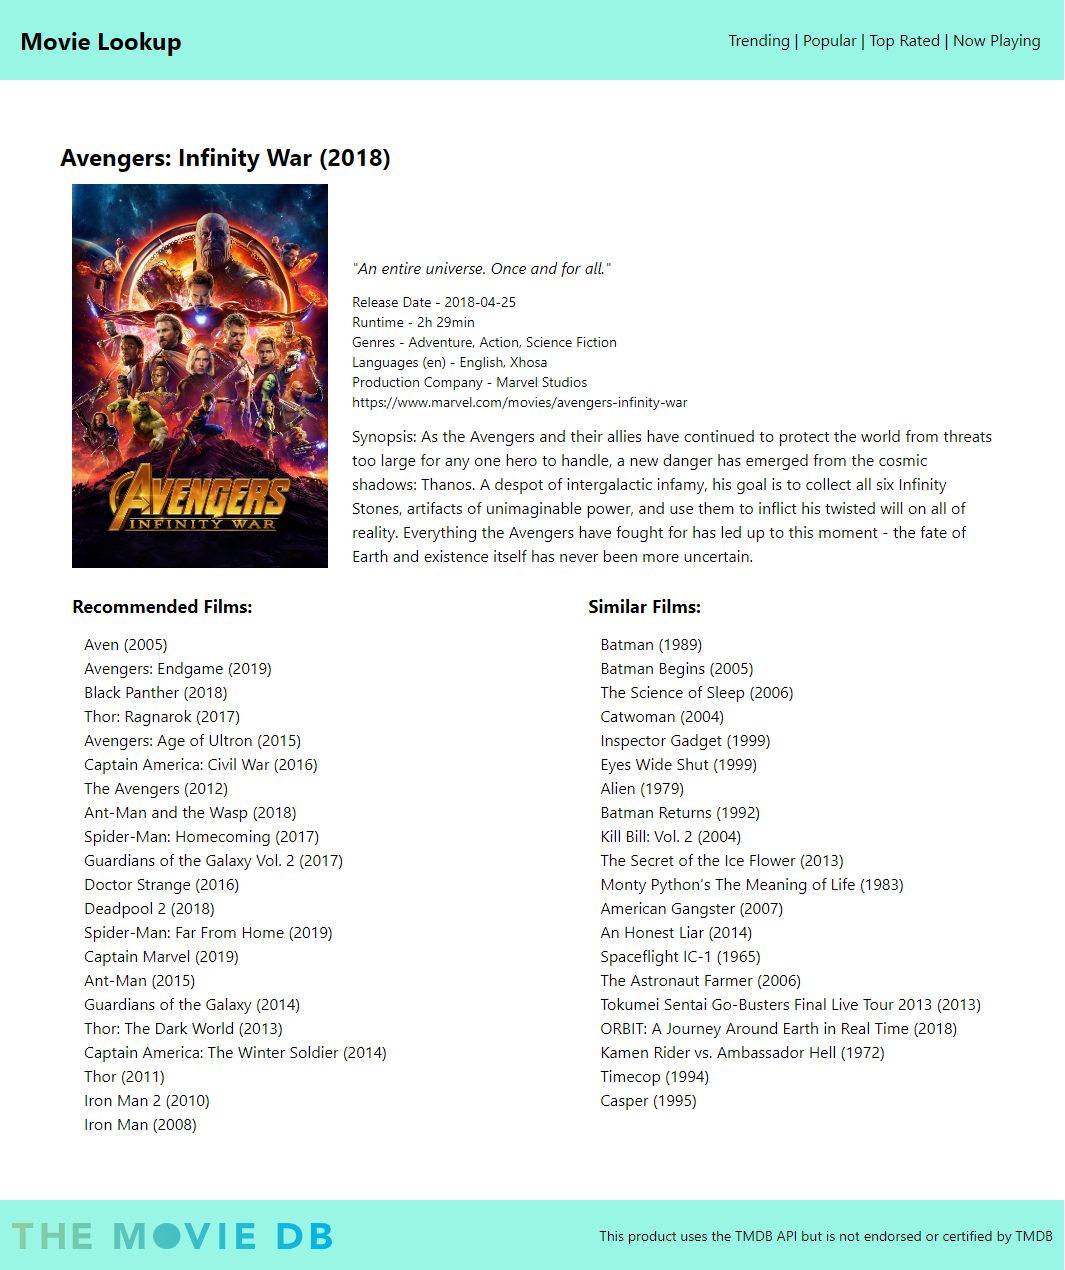 Movie Lookup
Trending | Popular | Top Rated | Now Playing
Avengers: Infinity War (2018)
AVENGERS
INFINITY WAR
"An entire universe. Once and for all."
Release Date - 2018-04-25
Runtime - 2h 29min
Genres - Adventure, Action, Science Fiction
Languages (en) - English, Xhosa
Production Company - Marvel Studios
https://www.marvel.com/movies/avengers-infinity-war
Synopsis: As the Avengers and their allies have continued to protect the world from threats
too large for any one hero to handle, a new danger has emerged from the cosmic
shadows: Thanos. A despot of intergalactic infamy, his goal is to collect all six Infinity
Stones, artifacts of unimaginable power, and use them to inflict his twisted will on all of
reality. Everything the Avengers have fought for has led up to this moment - the fate of
Earth and existence itself has never been more uncertain.
Recommended Films:
Aven (2005)
Avengers: Endgame (2019)
Black Panther (2018)
Thor: Ragnarok (2017)
Avengers: Age of Ultron (2015)
Captain America: Civil War (2016)
The Avengers (2012)
Ant-Man and the Wasp (2018)
Spider-Man: Homecoming (2017)
Guardians of the Galaxy Vol. 2 (2017)
Doctor Strange (2016)
Deadpool 2 (2018)
Spider-Man: Far From Home (2019)
Captain Marvel (2019)
Ant-Man (2015)
Guardians of the Galaxy (2014)
Thor: The Dark World (2013)
Captain America: The Winter Soldier (2014)
Thor (2011)
Iron Man 2 (2010)
Iron Man (2008)
Similar Films:
Batman (1989)
Batman Begins (2005)
The Science of Sleep (2006)
Catwoman (2004)
Inspector Gadget (1999)
Eyes Wide Shut (1999)
Alien (1979)
Batman Returns (1992)
Kill Bill: Vol. 2 (2004)
The Secret of the Ice Flower (2013)
Monty Python's The Meaning of Life (1983)
American Gangster (2007)
An Honest Liar (2014)
Spaceflight IC-1 (1965)
The Astronaut Farmer (2006)
Tokumei Sentai Go-Busters Final Live Tour 2013 (2013)
ORBIT: A Journey Around Earth in Real Time (2018)
Kamen Rider vs. Ambassador Hell (1972)
Timecop (1994)
Casper (1995)
THE MOVIE DB
This product uses the TMDB API but is not endorsed or certified by TMDB